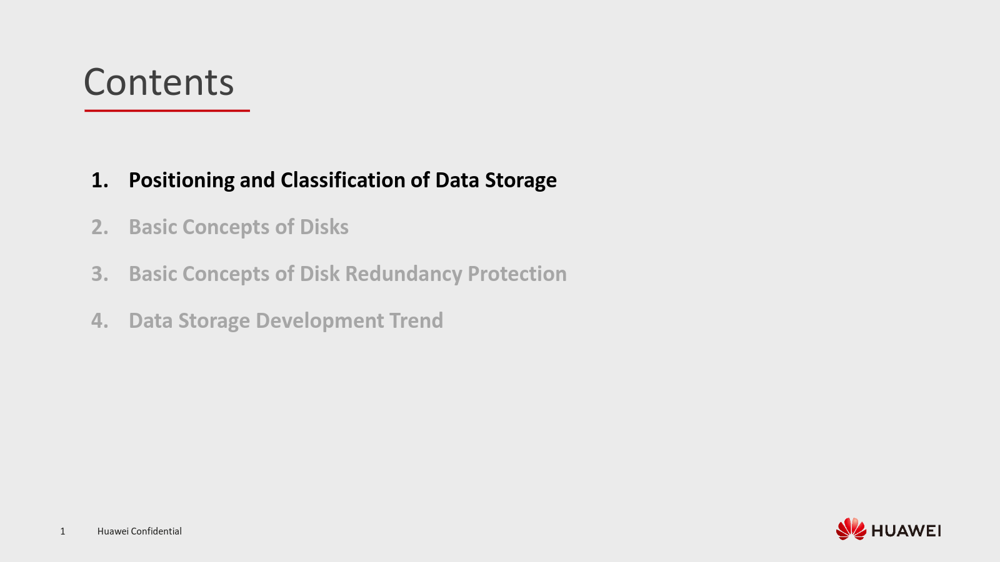 Contents
1. Positioning and Classification of Data Storage
2. Basic Concepts of Disks
3. Basic Concepts of Disk Redundancy Protection
4. Data Storage Development Trend
1 Huawei Confidential
HUAWEI